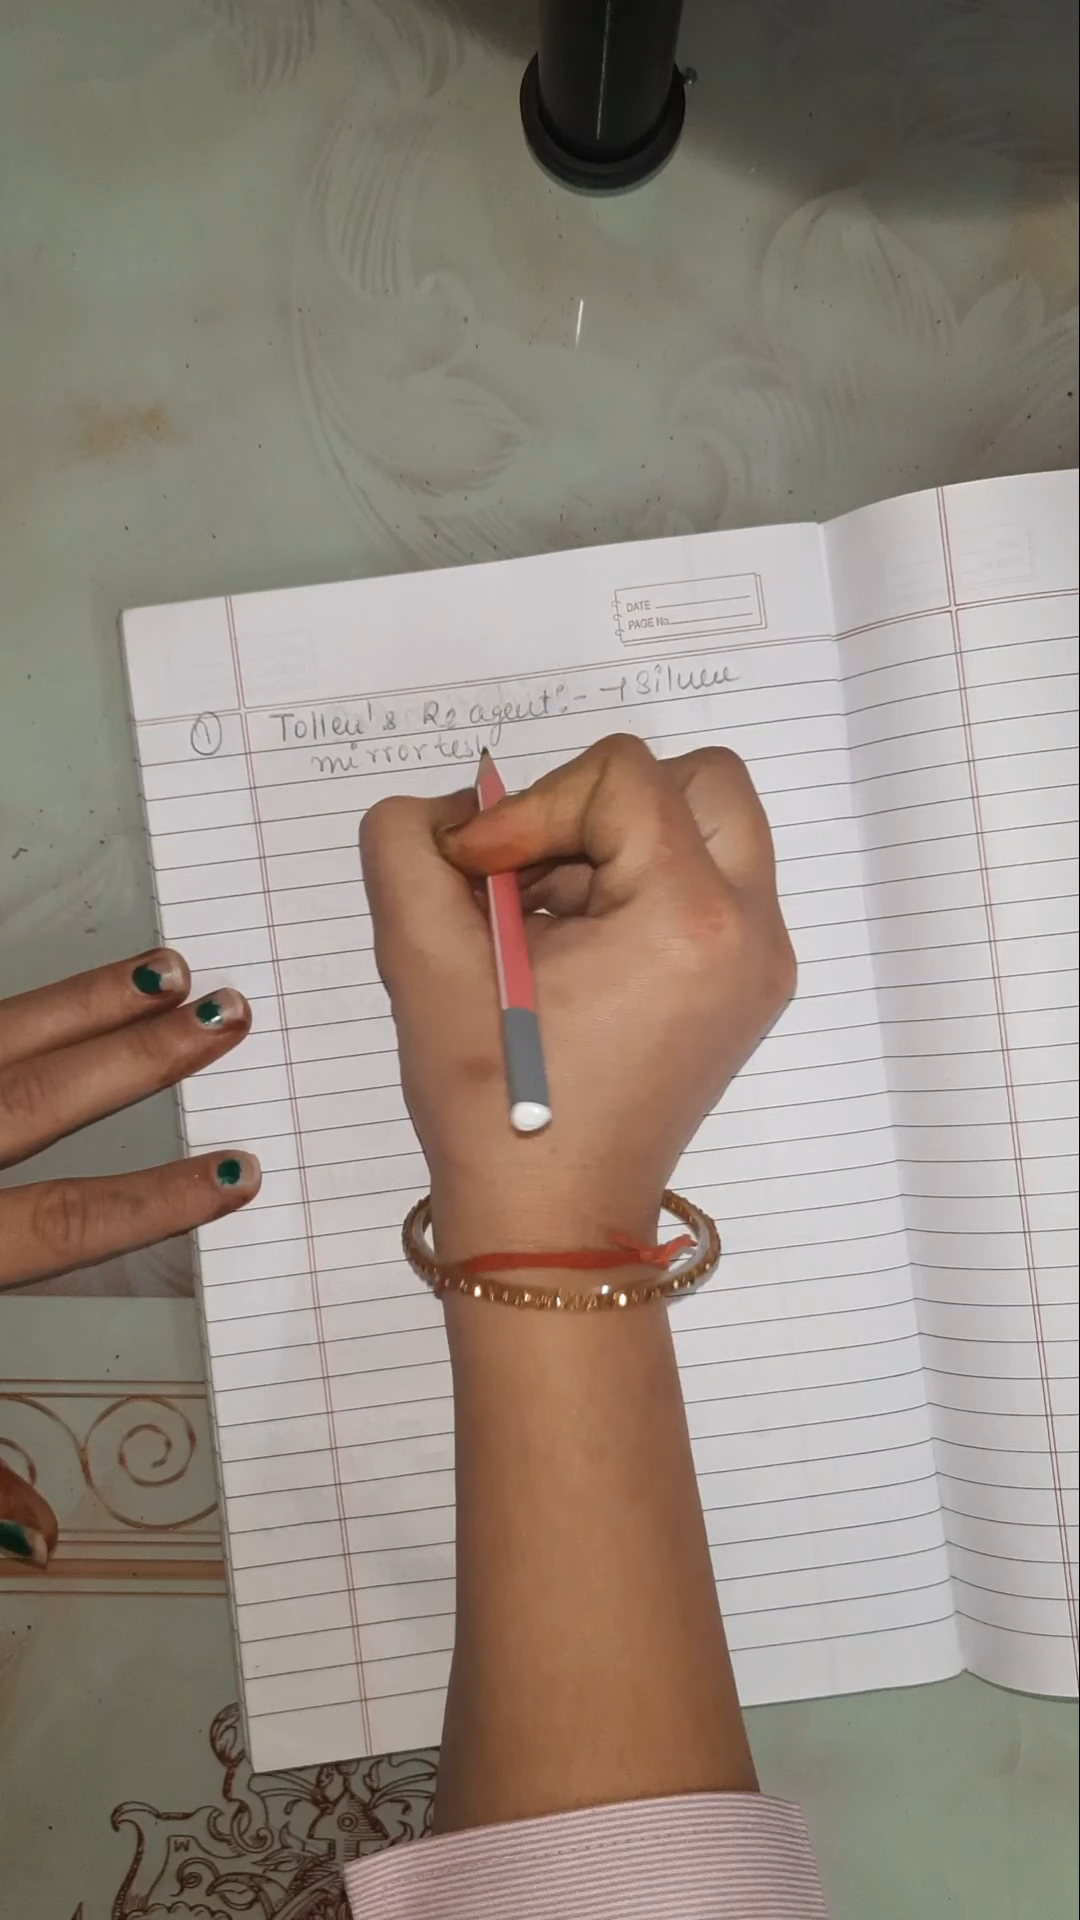 DATE
PAGE No.
① Tollen's Reagent:- → Silver
mirror test